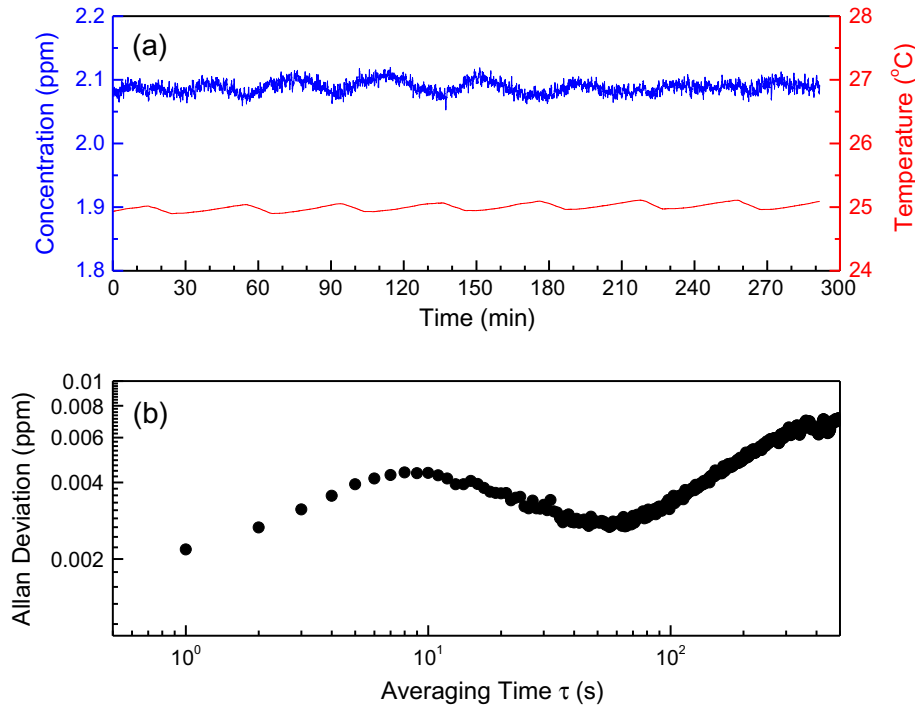 (a)
Concentration (ppm)
2.2
2.1
2.0
1.9
1.8
Temperature (°C)
28
27
26
25
24
0 30 60 90 120 150 180 210 240 270 300
Time (min)
(b)
Allan Deviation (ppm)
0.01
0.008
0.006
0.004
0.002
10⁰ 10¹ 10²
Averaging Time τ (s)